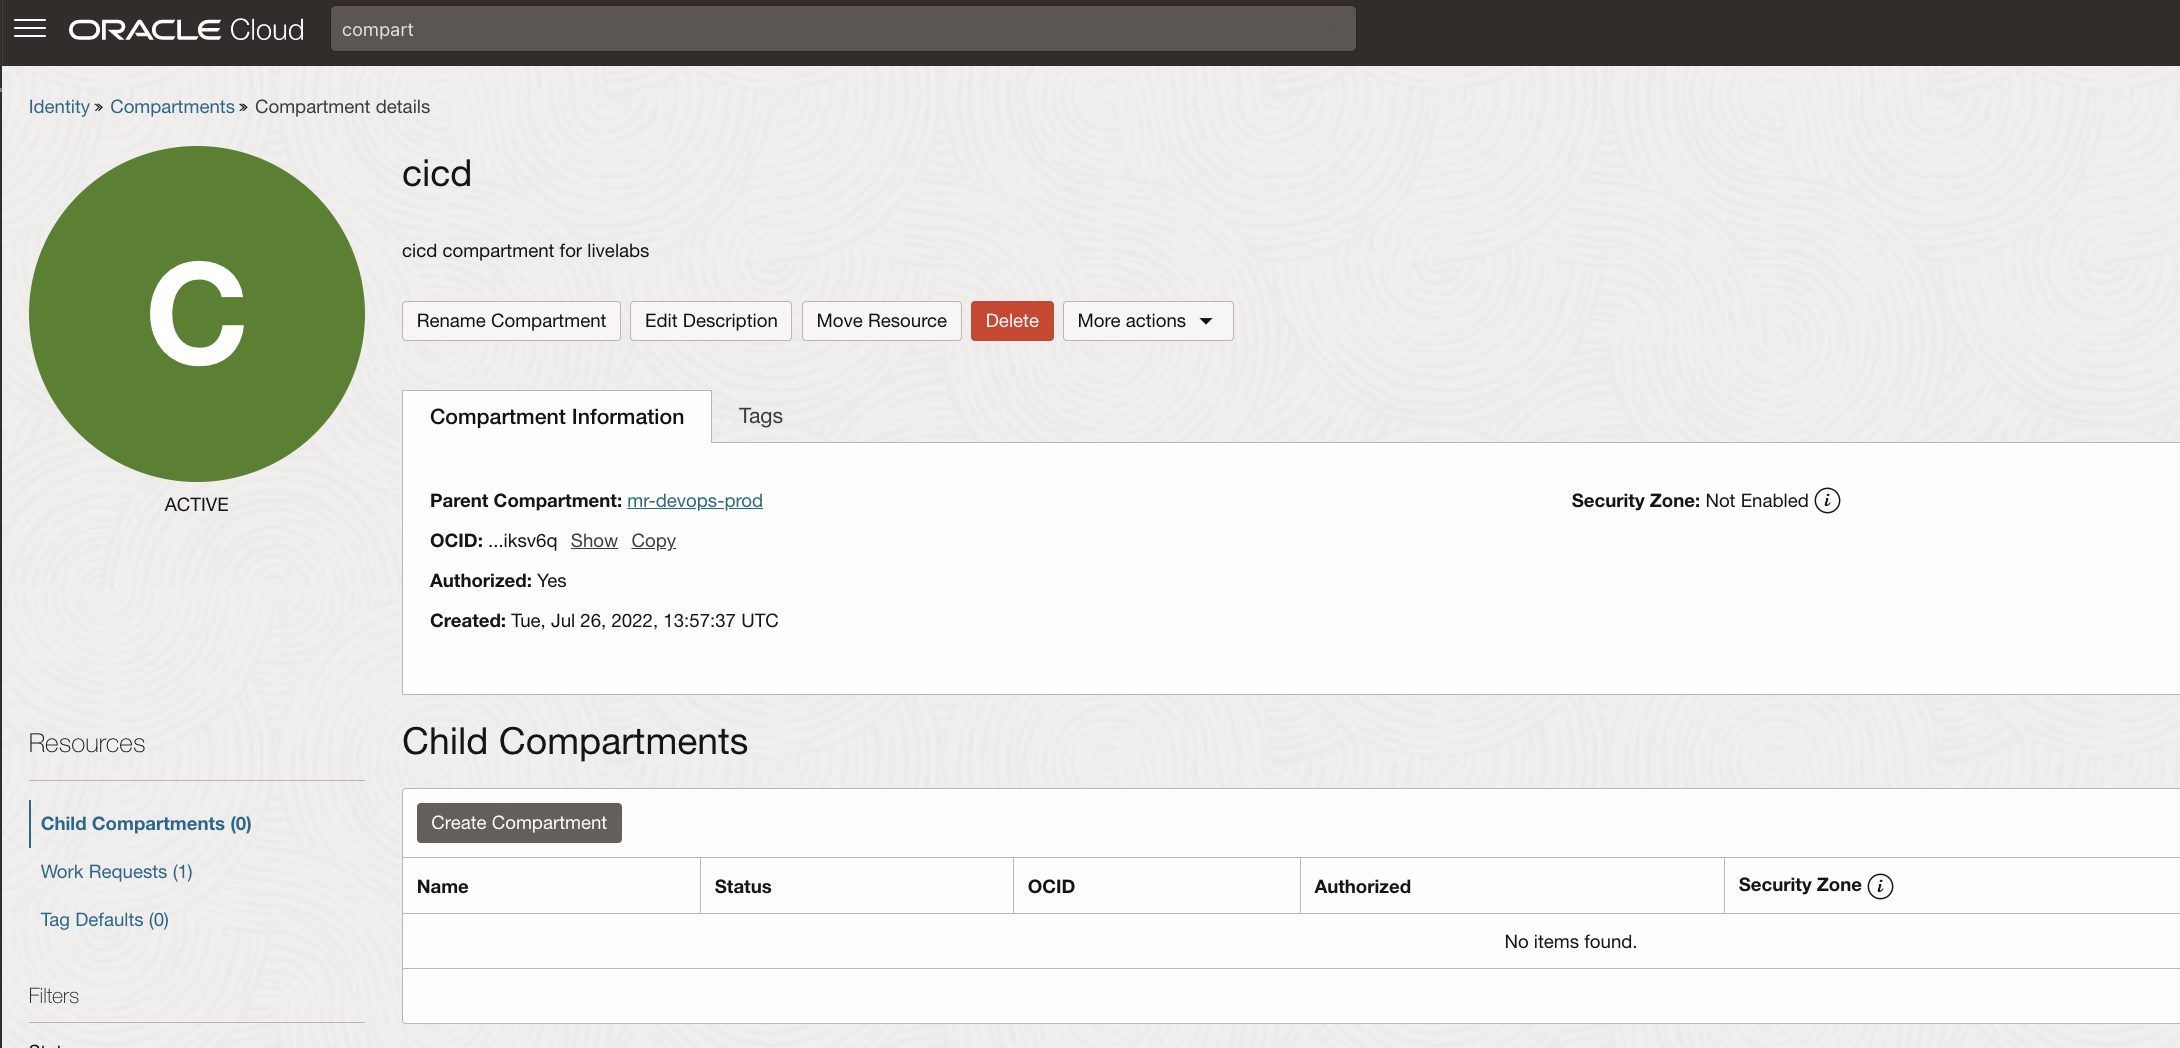 ORACLE Cloud
compart
Identity » Compartments » Compartment details
C
ACTIVE
cicd
cicd compartment for livelabs
Rename Compartment Edit Description Move Resource Delete More actions
Compartment Information Tags
Parent Compartment: mr-devops-prod
OCID: ...iksv6q Show Copy
Authorized: Yes
Created: Tue, Jul 26, 2022, 13:57:37 UTC
Security Zone: Not Enabled i
Resources
Child Compartments (0)
Work Requests (1)
Tag Defaults (0)
Filters
Child Compartments
Create Compartment
Name Status OCID Authorized Security Zone i
No items found.